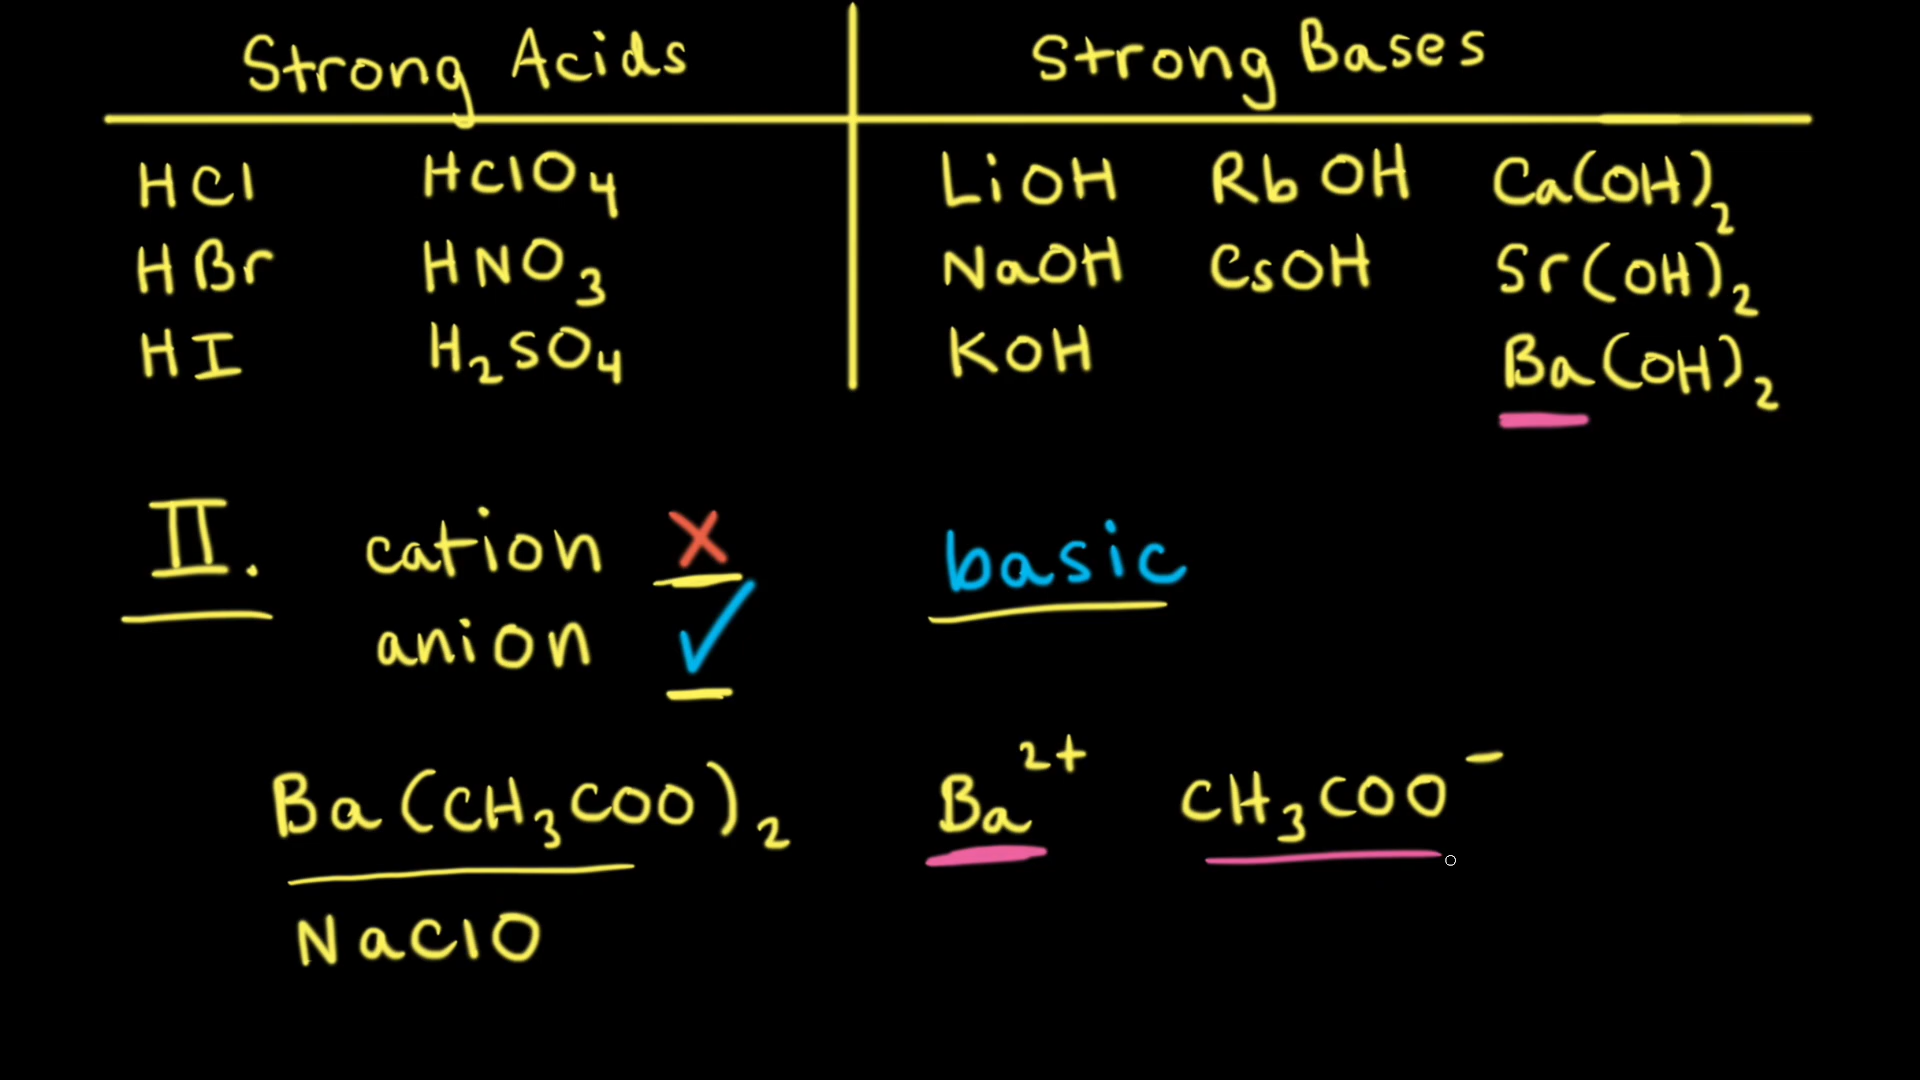 Strong Acids Strong Bases
HCl HClO4 LiOH RbOH Ca(OH)2
HBr HNO3 NaOH CsOH Sr(OH)2
HI H2SO4 KOH Ba(OH)2
II. cation X basic
anion ✓
Ba(CH3COO)2 Ba2+ CH3COO-
NaClO